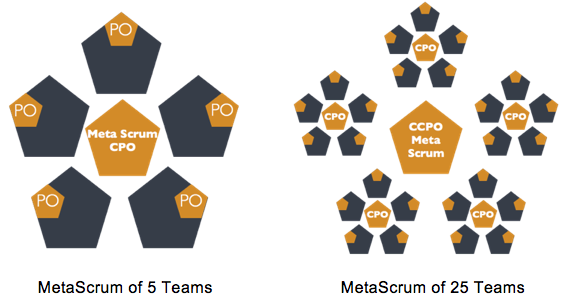 PO
PO
Meta Scrum
CPO
PO
PO
PO
MetaScrum of 5 Teams
CPO
CPO
CCPO
Meta
Scrum
CPO
CPO
CPO
MetaScrum of 25 Teams